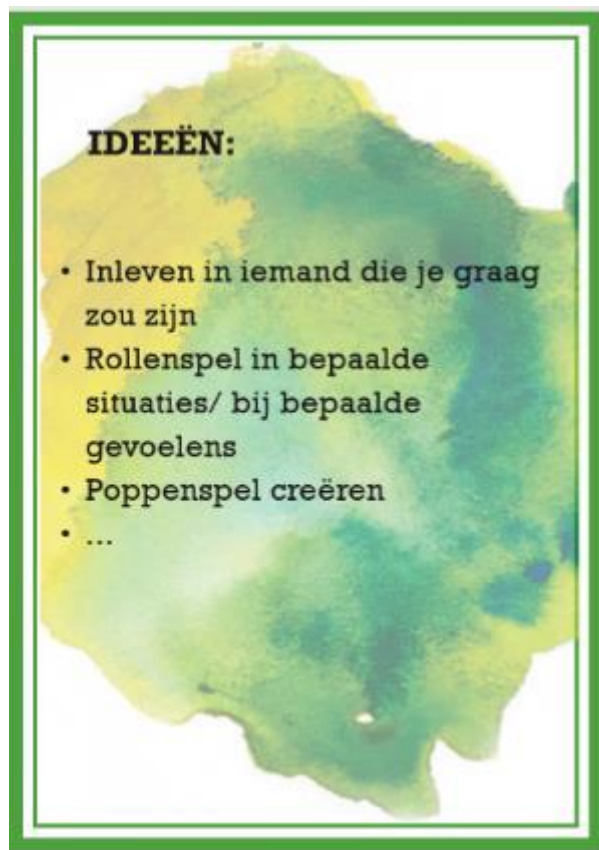 IDEEËN:
• Inleven in iemand die je graag
zou zijn
• Rollenspel in bepaalde
situaties/ bij bepaalde
gevoelens
• Poppenspel creëren
• ...